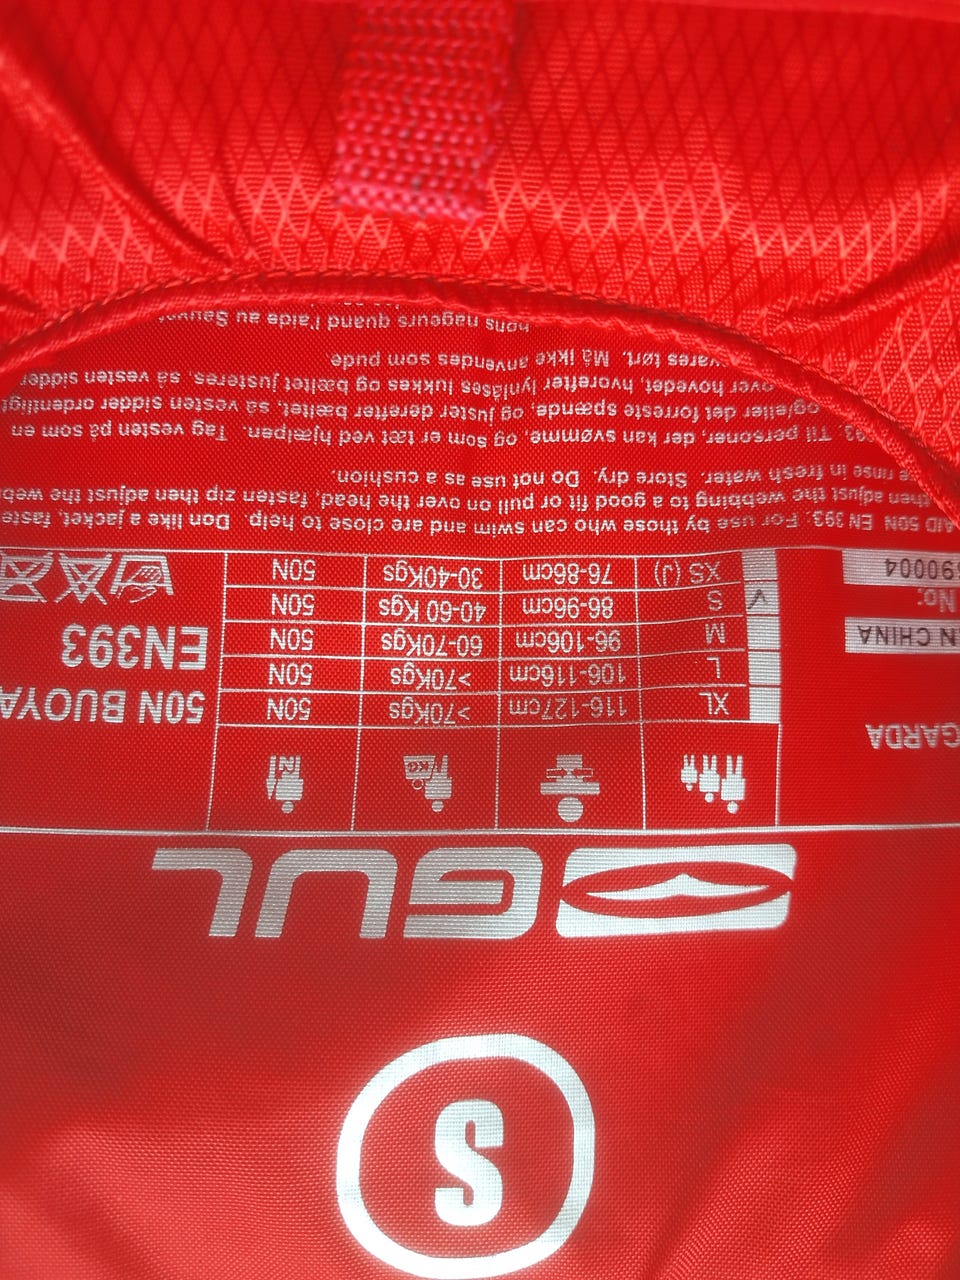 S
GUL
GARDA
XL 116-127cm >70Kgs 50N
L 106-116cm >70Kgs 50N
M 96-106cm 60-70Kgs 50N
S 86-96cm 40-60 Kgs 50N
XS (J) 76-86cm 30-40Kgs 50N
50N BUOYA
EN393
N CHINA
No:
90004
AID 50N EN 393: For use by those who can swim and are close to help. Don like a jacket, faste
then adjust the webbing to a good fit or pull on over the head, fasten zip then adjust the webb
rinse in fresh water. Store dry. Do not use as a cushion.
393. Til personer, der kan svømme, og som er tæt ved hjælpen. Tag vesten på som en
og/eller det forreste spænde, og juster derefter bæltet, så vesten sidder ordentligt
over hovedet, hvorefter lynlåses lukkes og bæltet justeres, så vesten sidder
vares tørt. Må ikke anvendes som pude
bons nageurs quand l'aide au Sauvet